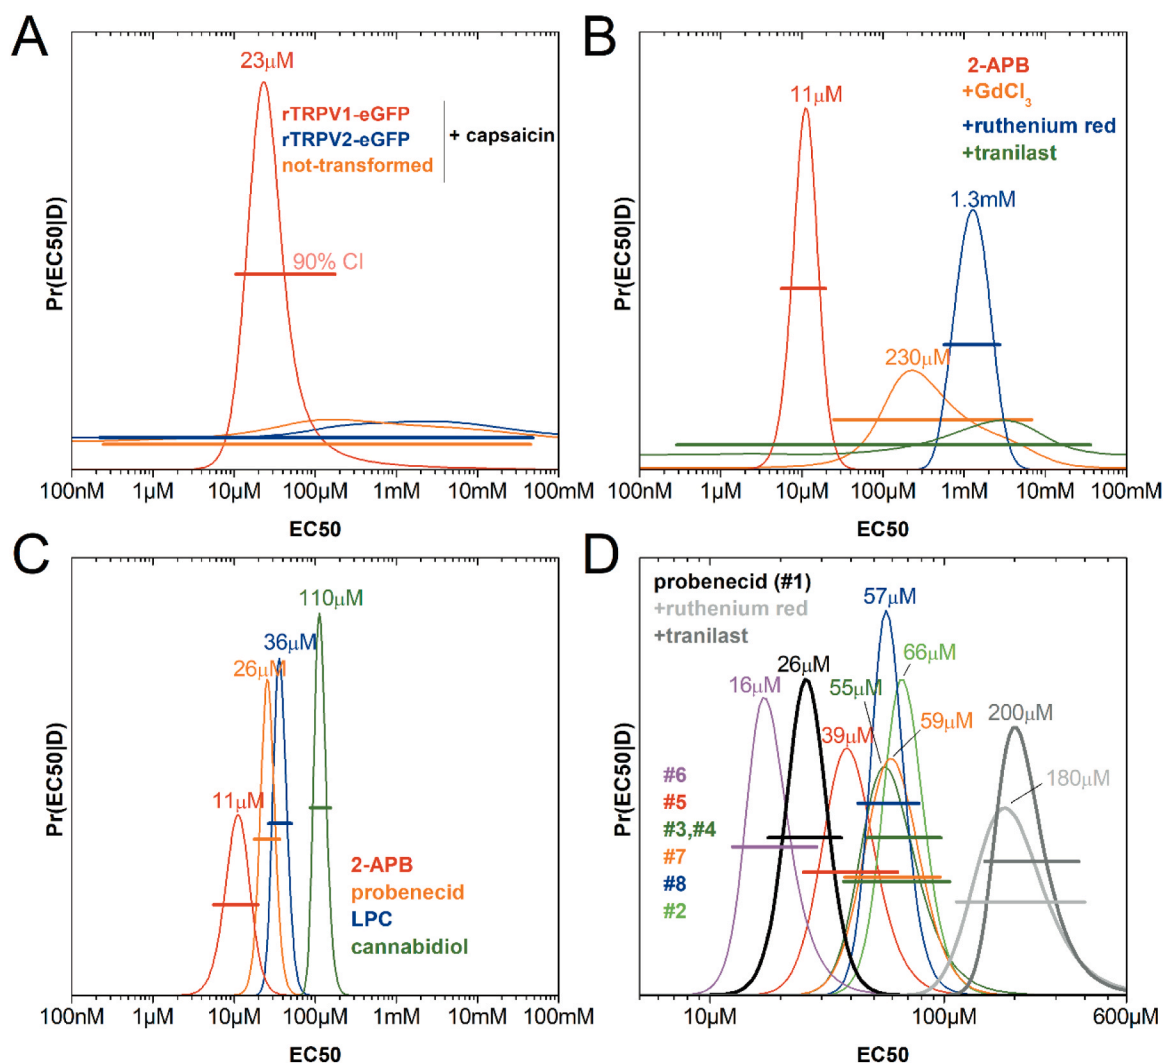 A
23μM
rTRPV1-eGFP
rTRPV2-eGFP
not-transformed
+ capsaicin
90% CI
Pr(EC50|D)
100nM 1μM 10μM 100μM 1mM 10mM 100mM
EC50
B
2-APB
+GdCl3
+ruthenium red
+tranilast
11μM
1.3mM
230μM
Pr(EC50|D)
100nM 1μM 10μM 100μM 1mM 10mM 100mM
EC50
C
110μM
36μM
26μM
11μM
2-APB
probenecid
LPC
cannabidiol
Pr(EC50|D)
100nM 1μM 10μM 100μM 1mM 10mM 100mM
EC50
D
probenecid (#1)
+ruthenium red
+tranilast
57μM
66μM
26μM
16μM
55μM
59μM
39μM
200μM
180μM
#6
#5
#3,#4
#7
#8
#2
Pr(EC50|D)
10μM 100μM 600μM
EC50